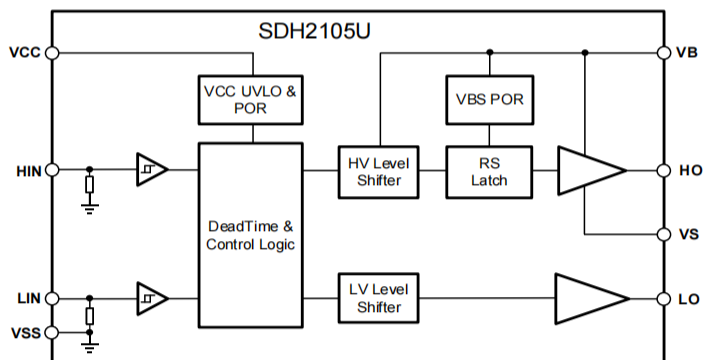 SDH2105U
VCC
VB
VCC UVLO &
POR
VBS POR
HIN
HV Level
Shifter
RS
Latch
HO
DeadTime &
Control Logic
VS
LIN
LV Level
Shifter
LO
VSS